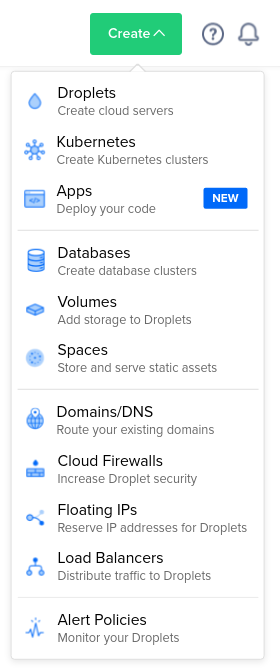 Create
Droplets
Create cloud servers
Kubernetes
Create Kubernetes clusters
Apps
Deploy your code
NEW
Databases
Create database clusters
Volumes
Add storage to Droplets
Spaces
Store and serve static assets
Domains/DNS
Route your existing domains
Cloud Firewalls
Increase Droplet security
Floating IPs
Reserve IP addresses for Droplets
Load Balancers
Distribute traffic to Droplets
Alert Policies
Monitor your Droplets